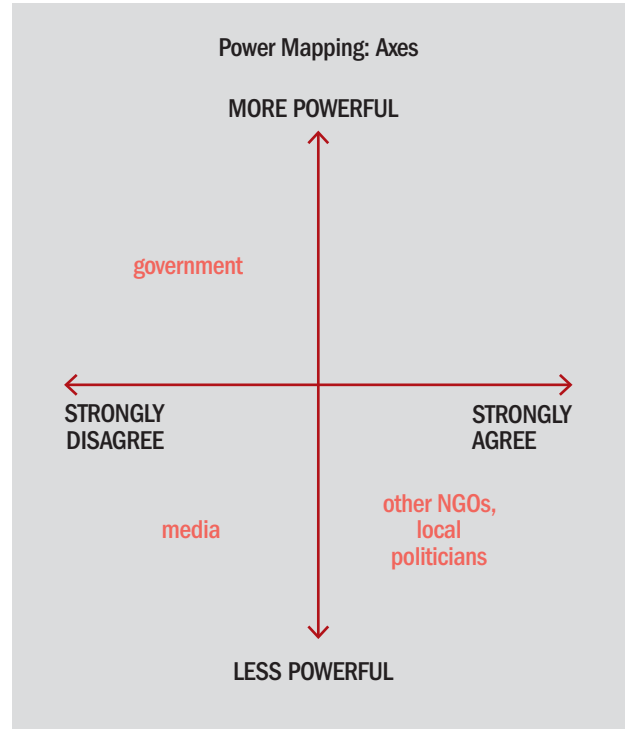 Power Mapping: Axes
MORE POWERFUL
government
STRONGLY
DISAGREE
STRONGLY
AGREE
media
other NGOs,
local
politicians
LESS POWERFUL